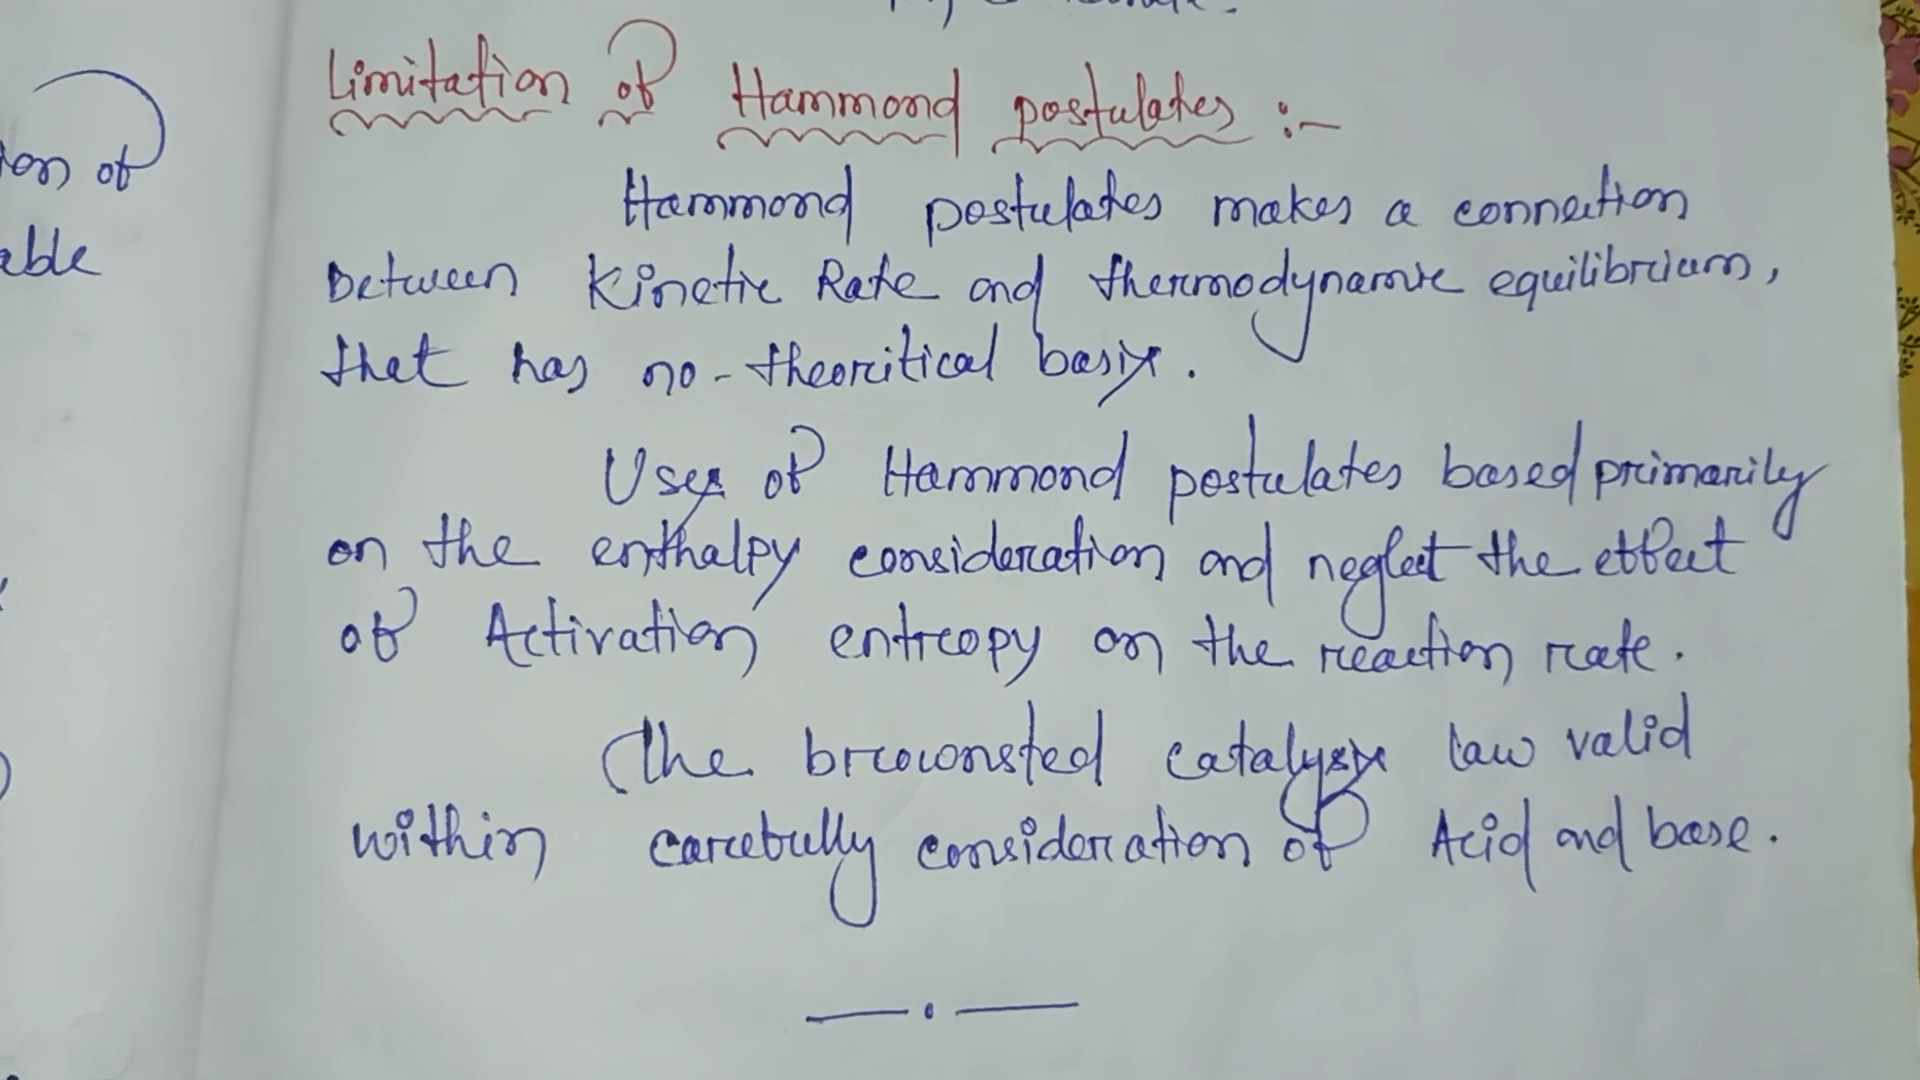 Limitation of Hammond postulates :-
Hammond postulates makes a connection
between Kinetic Rate and thermodynamic equilibrium,
that has no - theoritical basis.
Uses of Hammond postulates based primarily
on the enthalpy consideration and neglect the effect
of Activation entropy on the reaction rate.
The browonsted catalysis law valid
within carefully consideration of Acid and base.
ion of
able